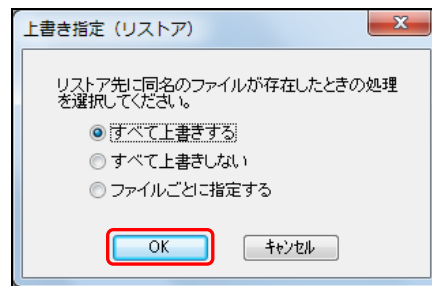 上書き指定（リストア）
リストア先に同名のファイルが存在したときの処理
を選択してください。
すべて上書きする
すべて上書きしない
ファイルごとに指定する
OK
キャンセル